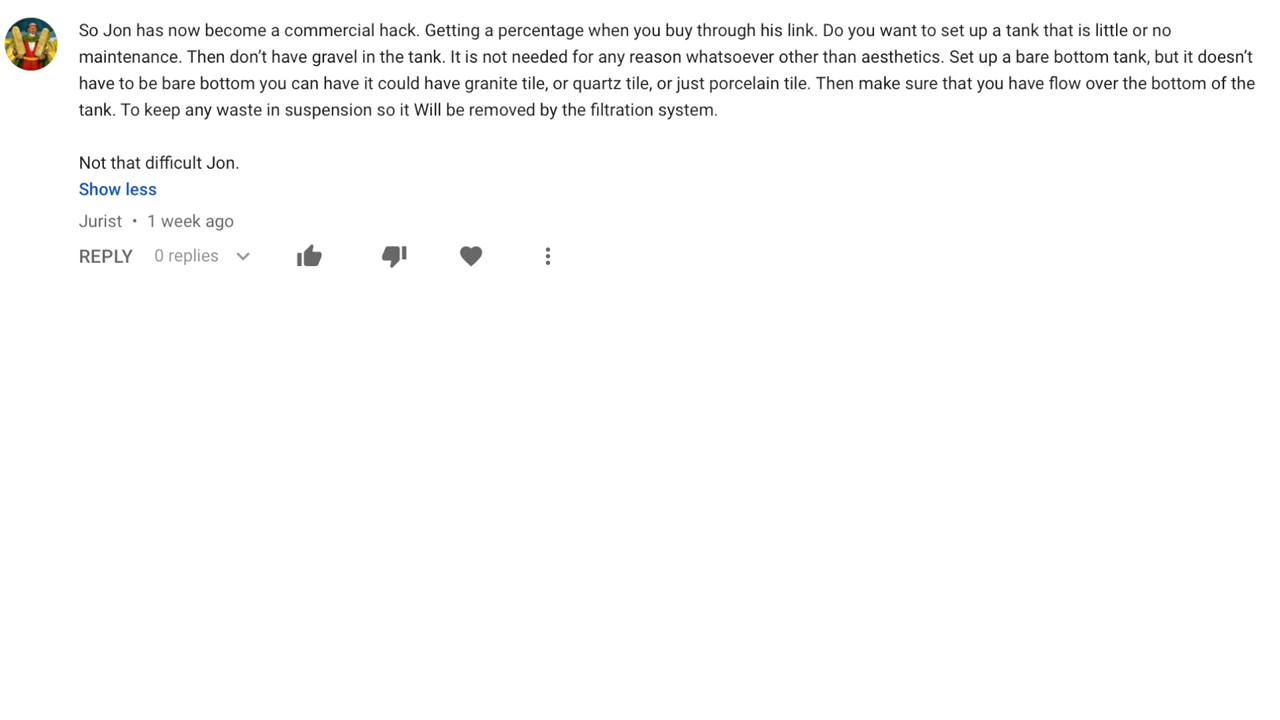 So Jon has now become a commercial hack. Getting a percentage when you buy through his link. Do you want to set up a tank that is little or no
maintenance. Then don’t have gravel in the tank. It is not needed for any reason whatsoever other than aesthetics. Set up a bare bottom tank, but it doesn’t
have to be bare bottom you can have it could have granite tile, or quartz tile, or just porcelain tile. Then make sure that you have flow over the bottom of the
tank. To keep any waste in suspension so it Will be removed by the filtration system.
Not that difficult Jon.
Show less
Jurist • 1 week ago
REPLY 0 replies